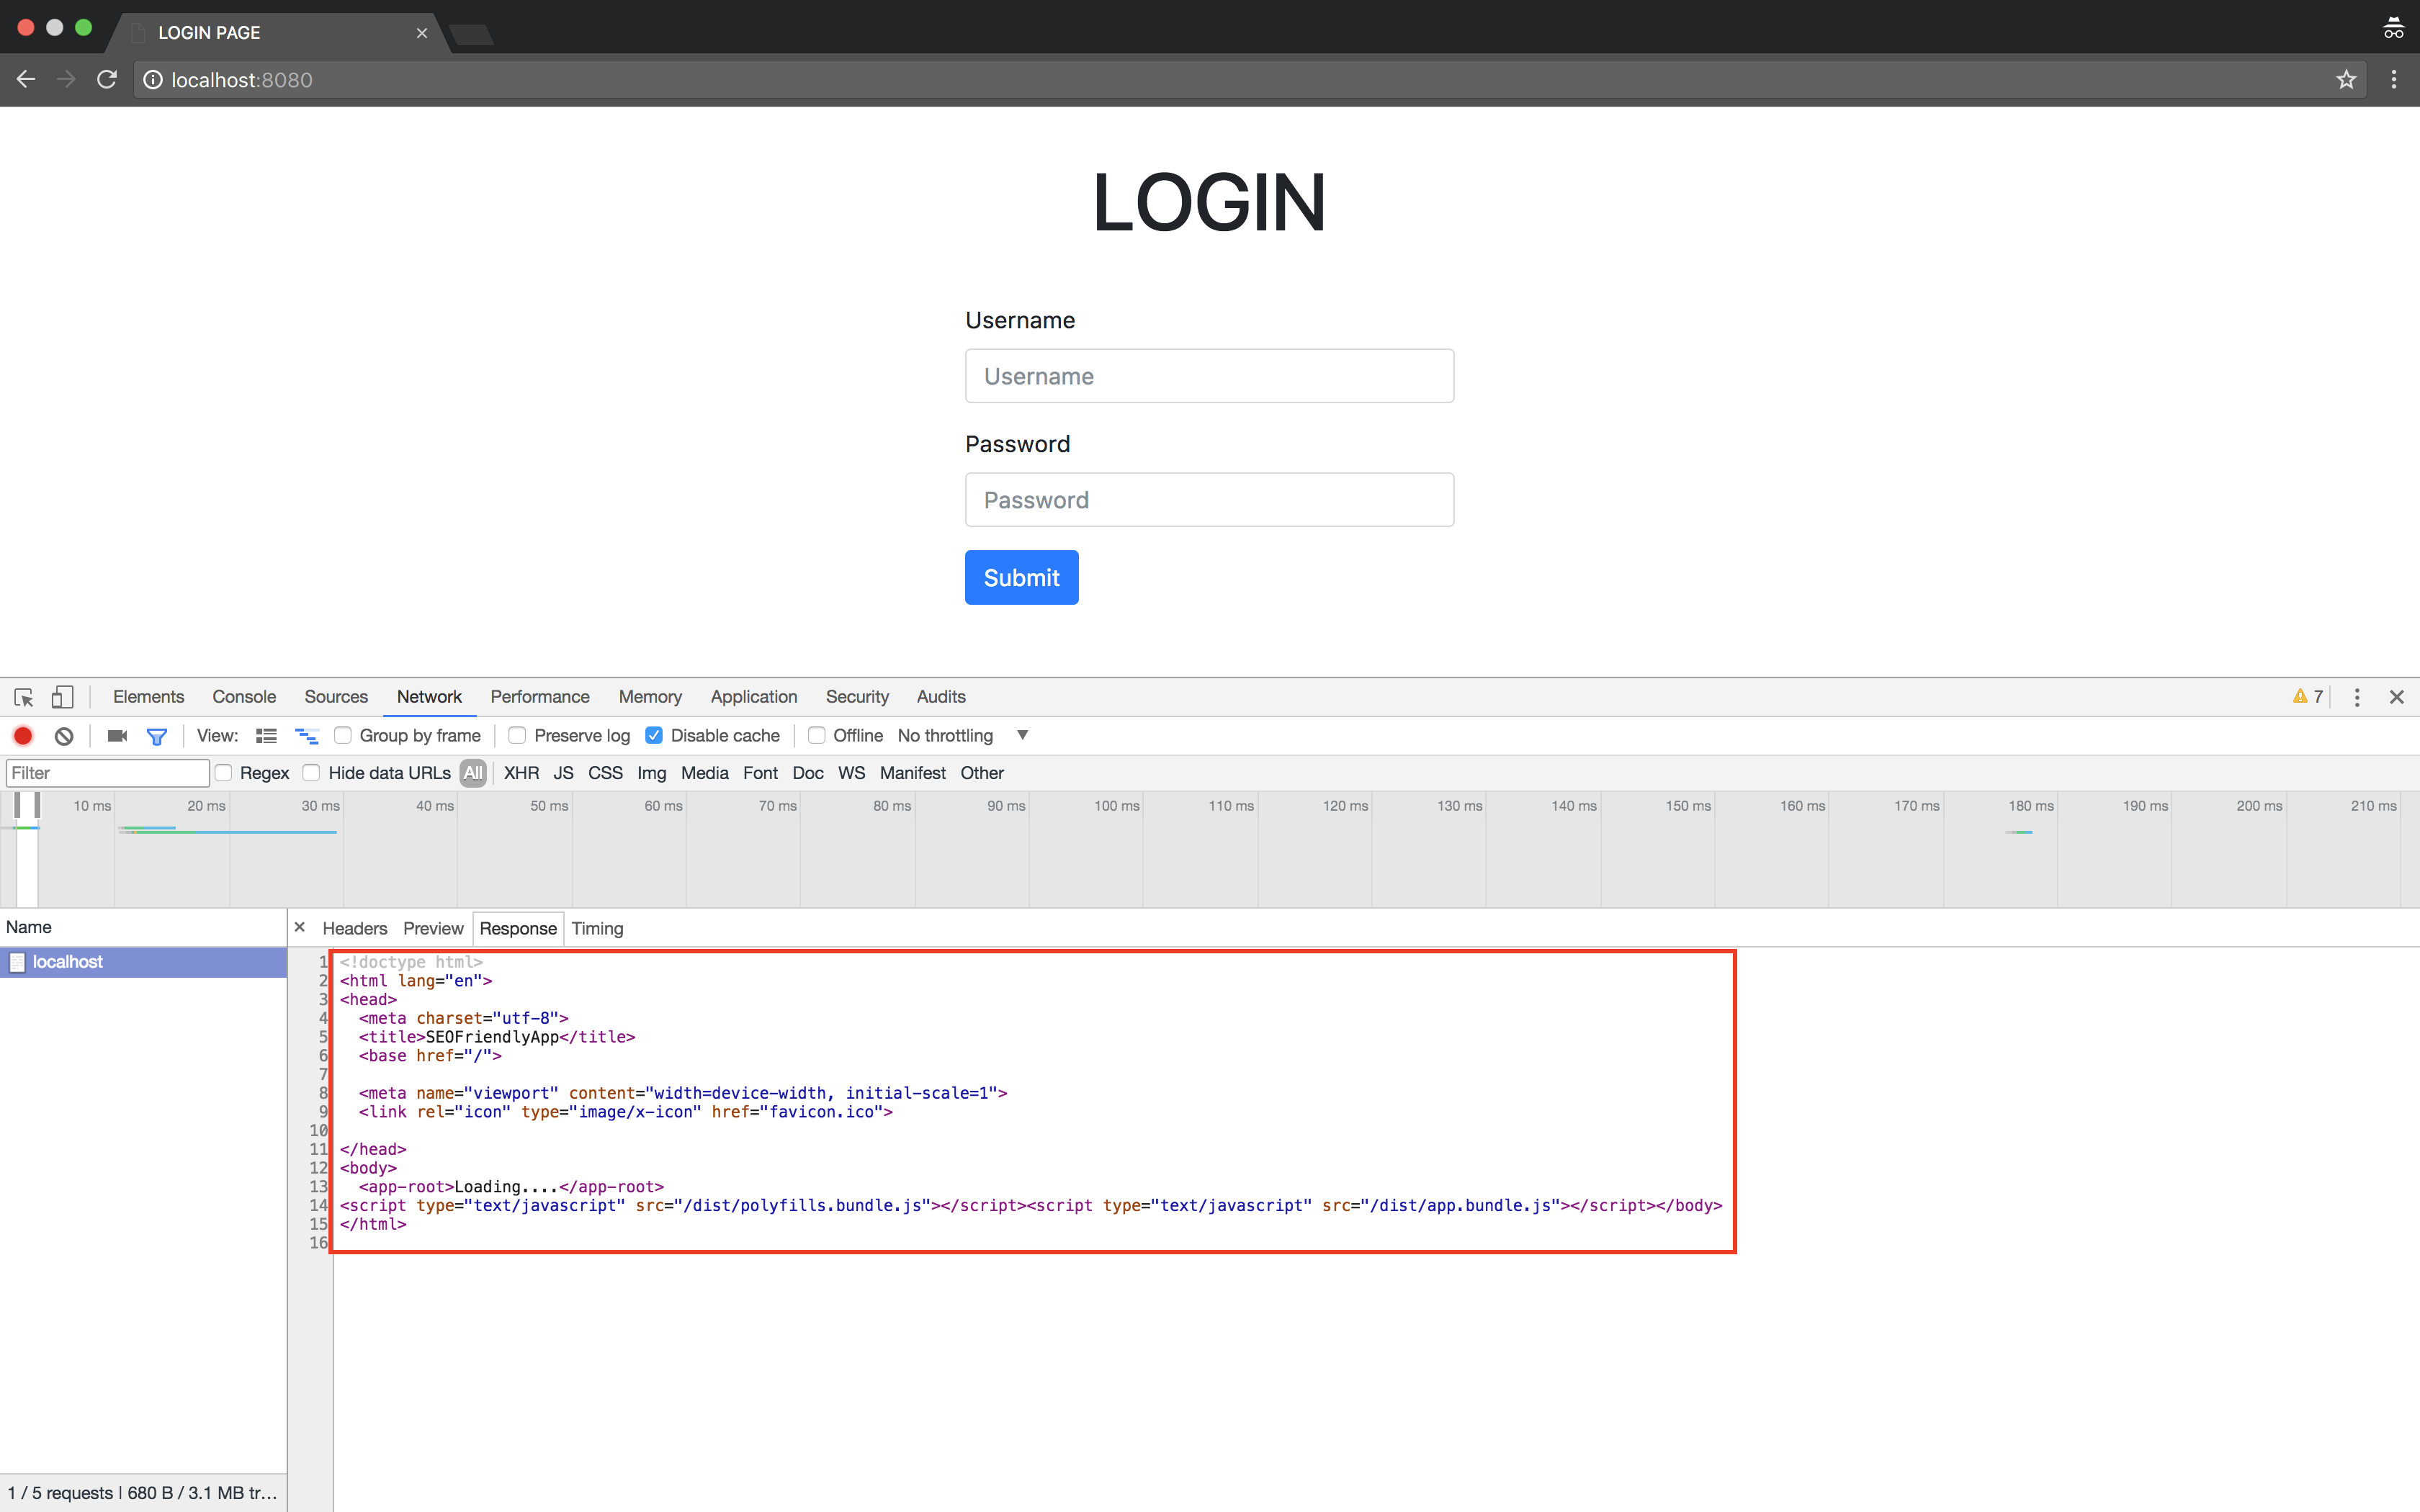 LOGIN PAGE
localhost:8080
LOGIN
Username
Username
Password
Password
Submit
Elements Console Sources Network Performance Memory Application Security Audits 7
View: Group by frame Preserve log Disable cache Offline No throttling
Filter Regex Hide data URLs All XHR JS CSS Img Media Font Doc WS Manifest Other
10 ms 20 ms 30 ms 40 ms 50 ms 60 ms 70 ms 80 ms 90 ms 100 ms 110 ms 120 ms 130 ms 140 ms 150 ms 160 ms 170 ms 180 ms 190 ms 200 ms 210 ms
Name
localhost
Headers Preview Response Timing
1 <!doctype html>
2 <html lang="en">
3 <head>
4 <meta charset="utf-8">
5 <title>SEOFriendlyApp</title>
6 <base href="/">
7
8 <meta name="viewport" content="width=device-width, initial-scale=1">
9 <link rel="icon" type="image/x-icon" href="favicon.ico">
10
11 </head>
12 <body>
13 <app-root>Loading....</app-root>
14 <script type="text/javascript" src="/dist/polyfills.bundle.js"></script><script type="text/javascript" src="/dist/app.bundle.js"></script></body>
15 </html>
16
1 / 5 requests | 680 B / 3.1 MB tr...